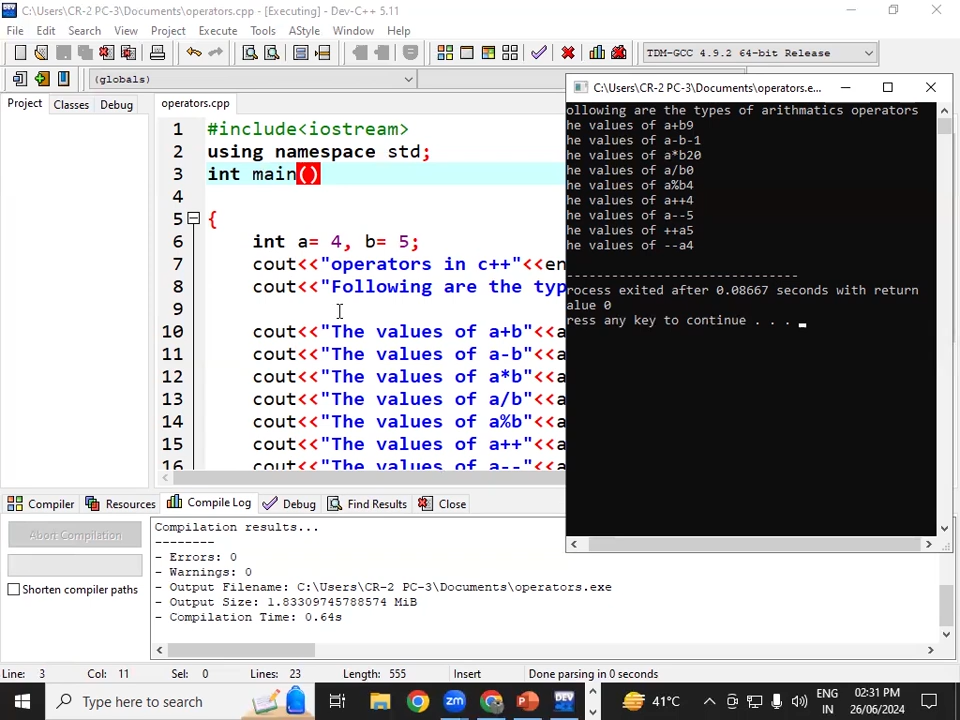 C:\Users\CR-2 PC-3\Documents\operators.cpp - [Executing] - Dev-C++ 5.11
File Edit Search View Project Execute Tools AStyle Window Help
TDM-GCC 4.9.2 64-bit Release
(globals)
Project Classes Debug
operators.cpp
1 #include<iostream>
2 using namespace std;
3 int main()
4
5 {
6 int a= 4, b= 5;
7 cout<<"operators in c++"<<en
8 cout<<"Following are the typ
9
10 cout<<"The values of a+b"<<a
11 cout<<"The values of a-b"<<a
12 cout<<"The values of a*b"<<a
13 cout<<"The values of a/b"<<a
14 cout<<"The values of a%b"<<a
15 cout<<"The values of a++"<<a
16 cout<<"The values of a--"<<a
C:\Users\CR-2 PC-3\Documents\operators.e...
ollowing are the types of arithmatics operators
he values of a+b9
he values of a-b-1
he values of a*b20
he values of a/b0
he values of a%b4
he values of a++4
he values of a--5
he values of ++a5
he values of --a4
-------------------------------
rocess exited after 0.08667 seconds with return
alue 0
ress any key to continue . . .
Compiler Resources Compile Log Debug Find Results Close
Abort Compilation
Shorten compiler paths
Compilation results...
--------
- Errors: 0
- Warnings: 0
- Output Filename: C:\Users\CR-2 PC-3\Documents\operators.exe
- Output Size: 1.83309745788574 MiB
- Compilation Time: 0.64s
Line: 3 Col: 11 Sel: 0 Lines: 23 Length: 555 Insert Done parsing in 0 seconds
Type here to search
zm
DEV
41°C
ENG
IN
02:31 PM
26/06/2024